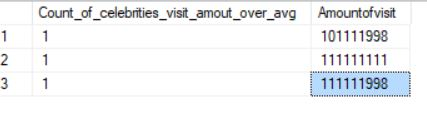 Count_of_celebrities_visit_amout_over_avg Amountofvisit
1 1 101111998
2 1 111111111
3 1 111111998